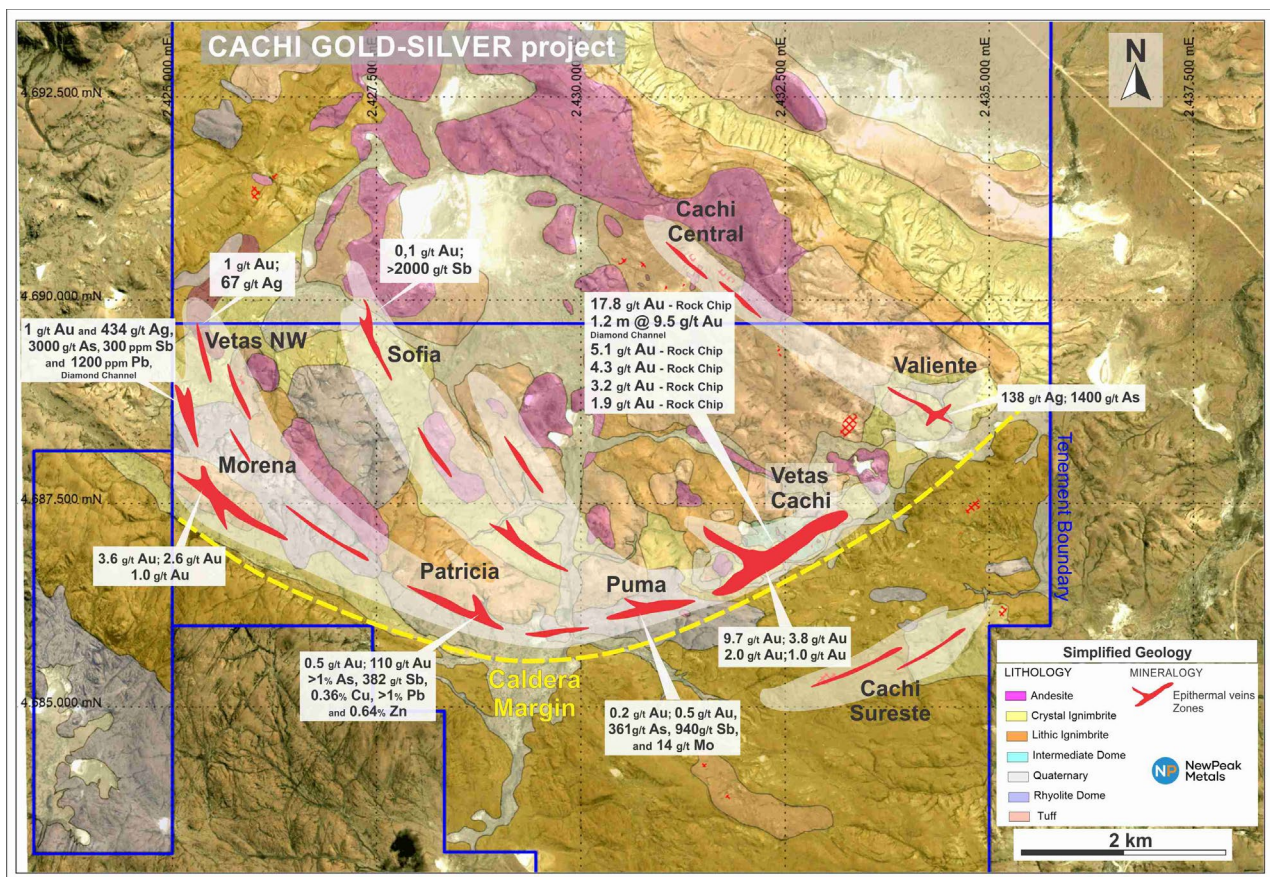 CACHI GOLD-SILVER project
N
2.425.000 mE
2.427.500 mE
2.430.000 mE
2.432.500 mE
2.435.000 mE
2.437.500 mE
4.692.500 mN
4.690.000 mN
4.687.500 mN
4.685.000 mN
Cachi
Central
0,1 g/t Au;
>2000 g/t Sb
1 g/t Au;
67 g/t Ag
1 g/t Au and 434 g/t Ag,
3000 g/t As, 300 ppm Sb
and 1200 ppm Pb,
Diamond Channel
Vetas NW
Sofia
17.8 g/t Au - Rock Chip
1.2 m @ 9.5 g/t Au
Diamond Channel
5.1 g/t Au - Rock Chip
4.3 g/t Au - Rock Chip
3.2 g/t Au - Rock Chip
1.9 g/t Au - Rock Chip
Valiente
138 g/t Ag; 1400 g/t As
Tenement Boundary
Morena
Vetas
Cachi
3.6 g/t Au; 2.6 g/t Au
1.0 g/t Au
Patricia
Puma
9.7 g/t Au; 3.8 g/t Au
2.0 g/t Au;1.0 g/t Au
0.5 g/t Au; 110 g/t Au
>1% As, 382 g/t Sb,
0.36% Cu, >1% Pb
and 0.64% Zn
Caldera
Margin
0.2 g/t Au; 0.5 g/t Au,
361g/t As, 940g/t Sb,
and 14 g/t Mo
Cachi
Sureste
Simplified Geology
LITHOLOGY
Andesite
Crystal Ignimbrite
Lithic Ignimbrite
Intermediate Dome
Quaternary
Rhyolite Dome
Tuff
MINERALOGY
Epithermal veins
Zones
NP NewPeak
Metals
2 km